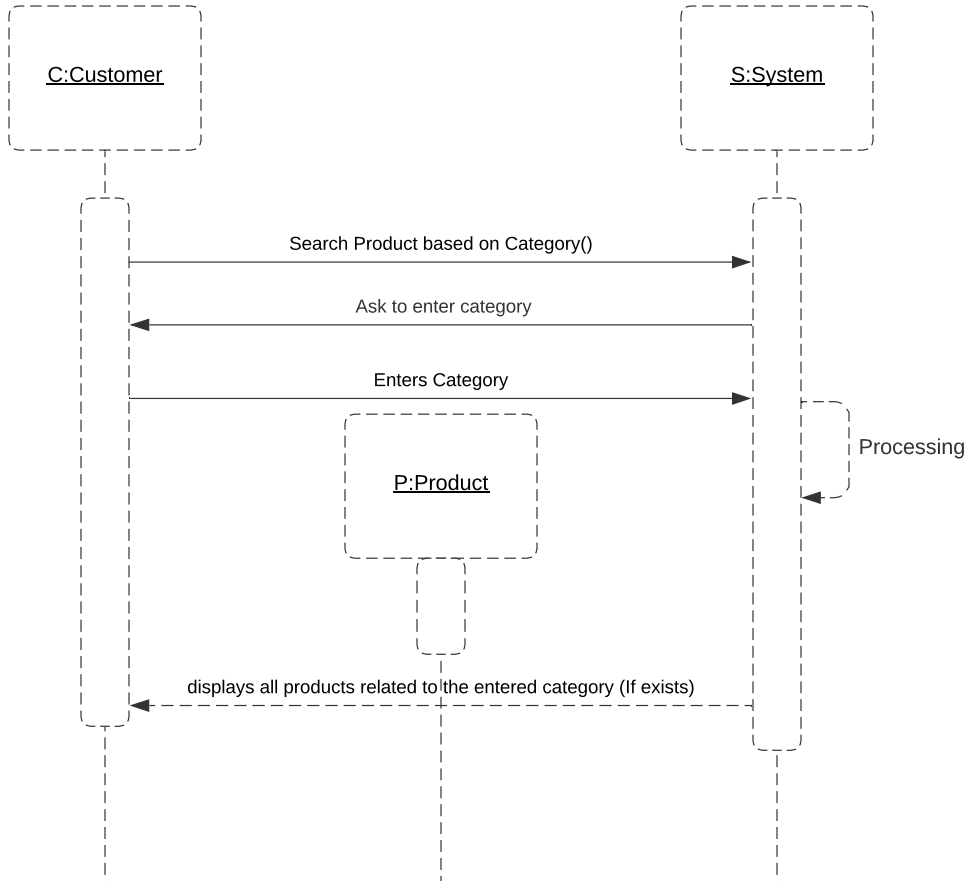 C:Customer
S:System
Search Product based on Category()
Ask to enter category
Enters Category
Processing
P:Product
displays all products related to the entered category (If exists)